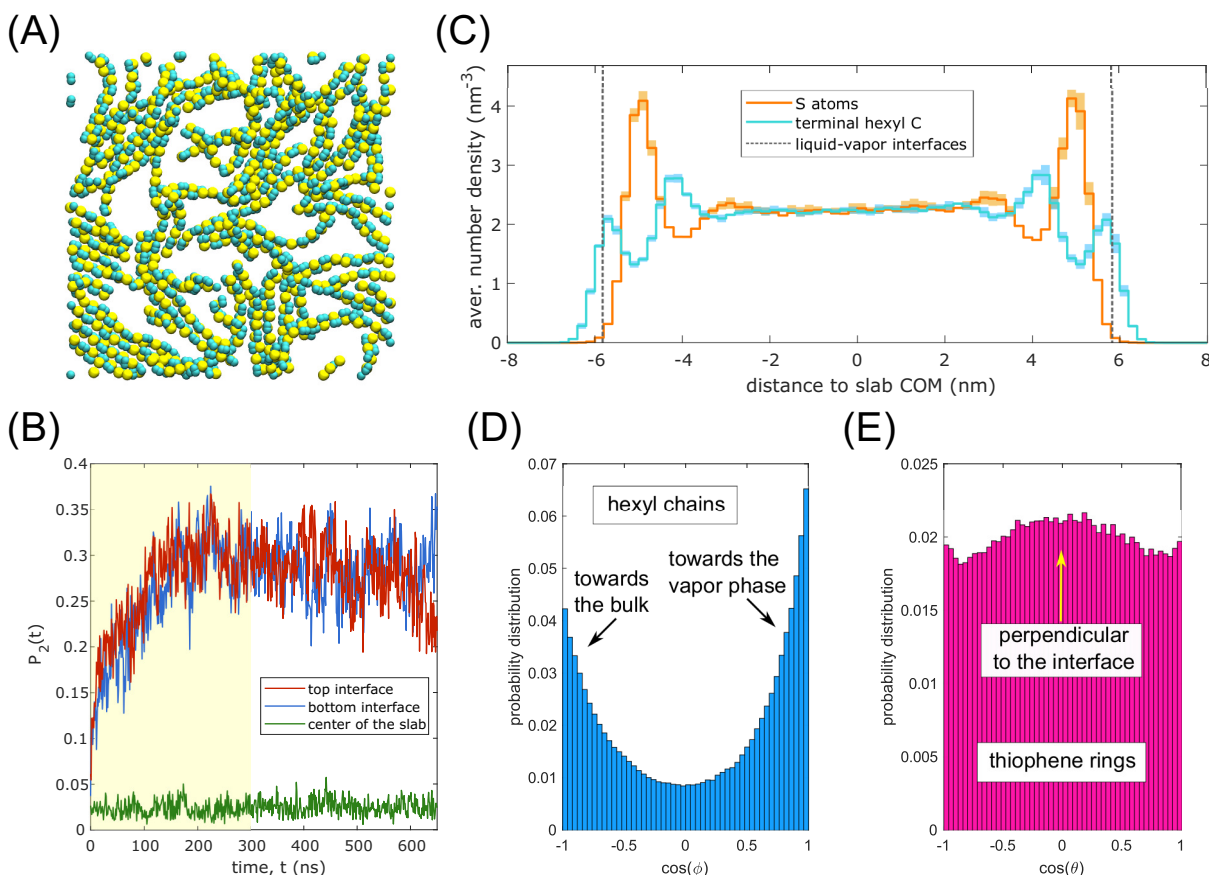 (A)
(C)
aver. number density (nm-3)
4
3
2
1
0
S atoms
terminal hexyl C
liquid-vapor interfaces
-8
-6
-4
-2
0
2
4
6
8
distance to slab COM (nm)
(B)
P2(t)
0.4
0.35
0.3
0.25
0.2
0.15
0.1
0.05
0
top interface
bottom interface
center of the slab
0
100
200
300
400
500
600
time, t (ns)
(D)
probability distribution
0.07
0.06
0.05
0.04
0.03
0.02
0.01
0
hexyl chains
towards
the bulk
towards the
vapor phase
-1
-0.5
0
0.5
1
cos(ϕ)
(E)
probability distribution
0.025
0.02
0.015
0.01
0.005
0
perpendicular
to the interface
thiophene rings
-1
-0.5
0
0.5
1
cos(θ)